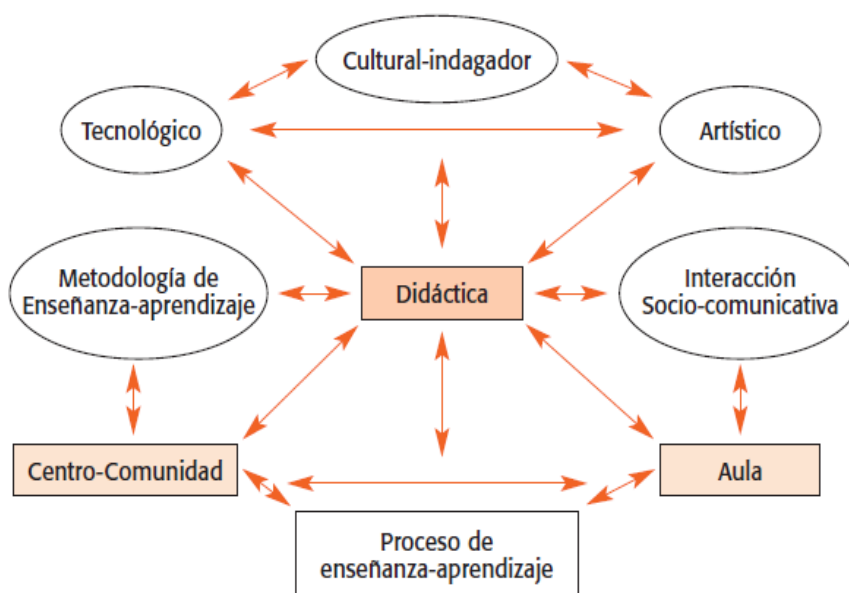 Cultural-indagador
Tecnológico
Artístico
Metodología de
Enseñanza-aprendizaje
Didáctica
Interacción
Socio-comunicativa
Centro-Comunidad
Aula
Proceso de
enseñanza-aprendizaje